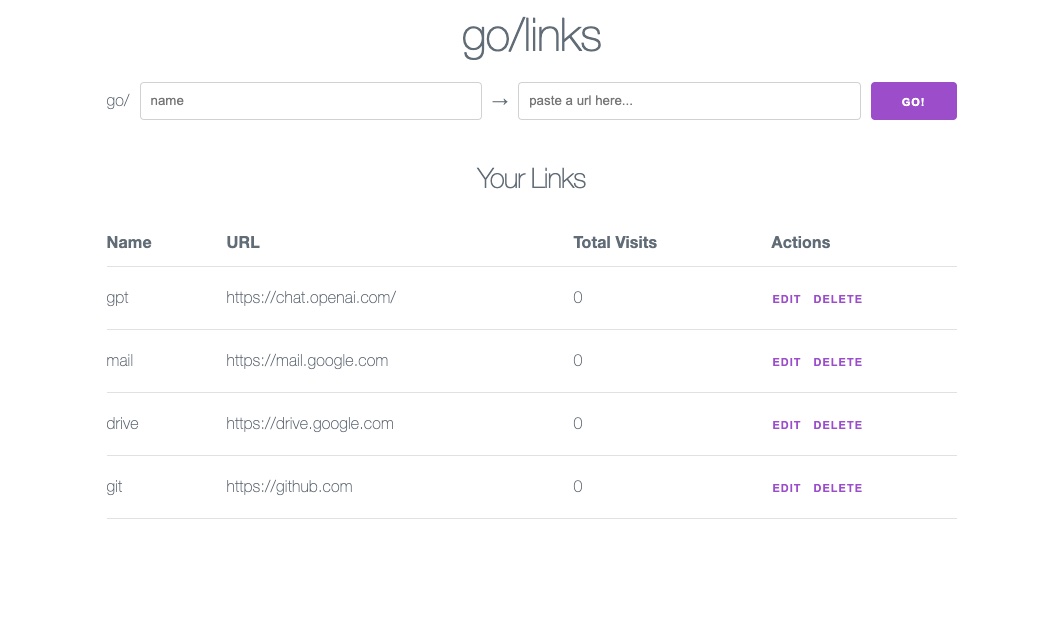 go/links
go/ name → paste a url here... GO!
Your Links
Name URL Total Visits Actions
gpt https://chat.openai.com/ 0 EDIT DELETE
mail https://mail.google.com 0 EDIT DELETE
drive https://drive.google.com 0 EDIT DELETE
git https://github.com 0 EDIT DELETE